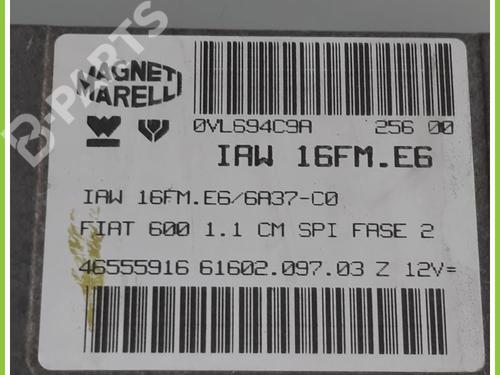 B-PARTS
MAGNETI
MARELLI
0VL694C9A 256 00
IAW 16FM.E6
IAW 16FM.E6/6A37-C0
FIAT 600 1.1 CM SPI FASE 2
46555916 61602.097.03 Z 12V=